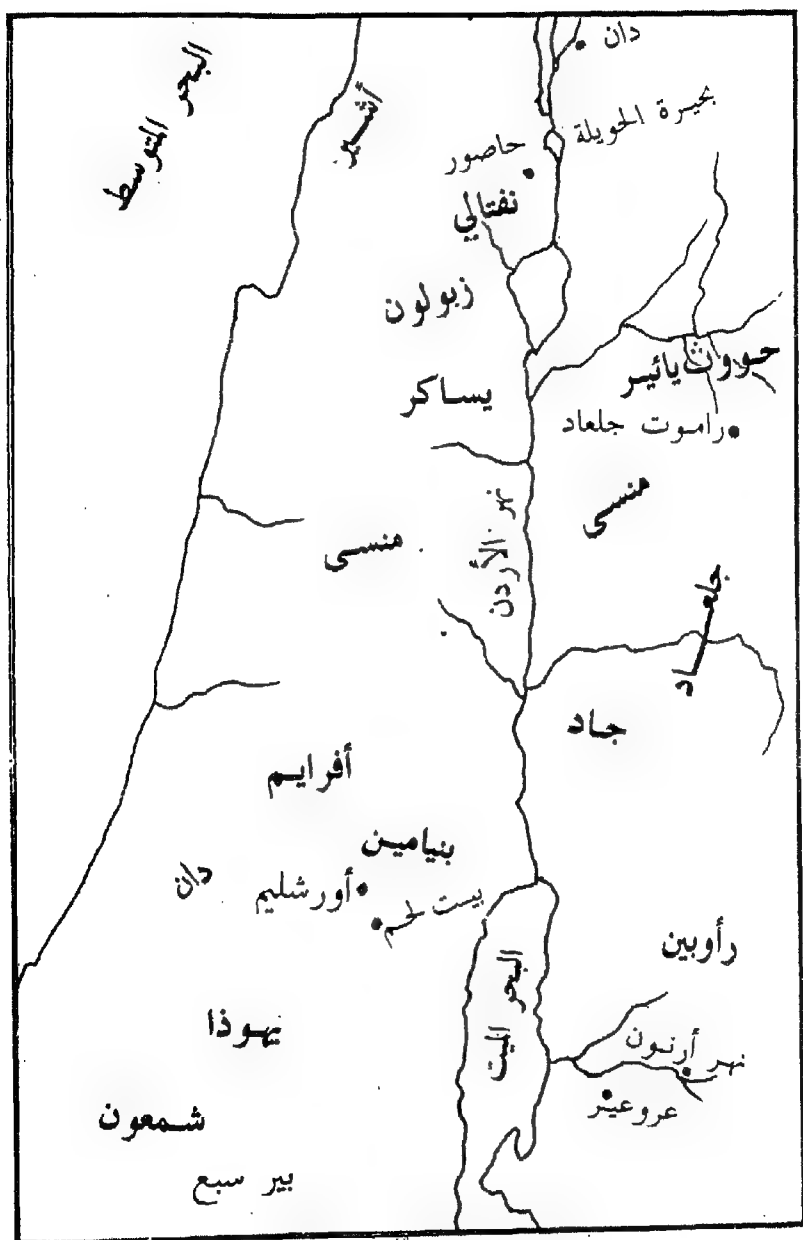 دان
البحر المتوسط
أشير
بحيرة الحويلة
حاصور
نفتالي
زبولون
حووث يائير
يساكر
راموت جلعاد
منسى
نهر الأردن
منسى
جلعاد
جاد
أفرايم
بنيامين
دان
أورشليم
بيت لحم
رأوبين
البحر الميت
يهوذا
نهر أرنون
عروعير
شمعون
بير سبع